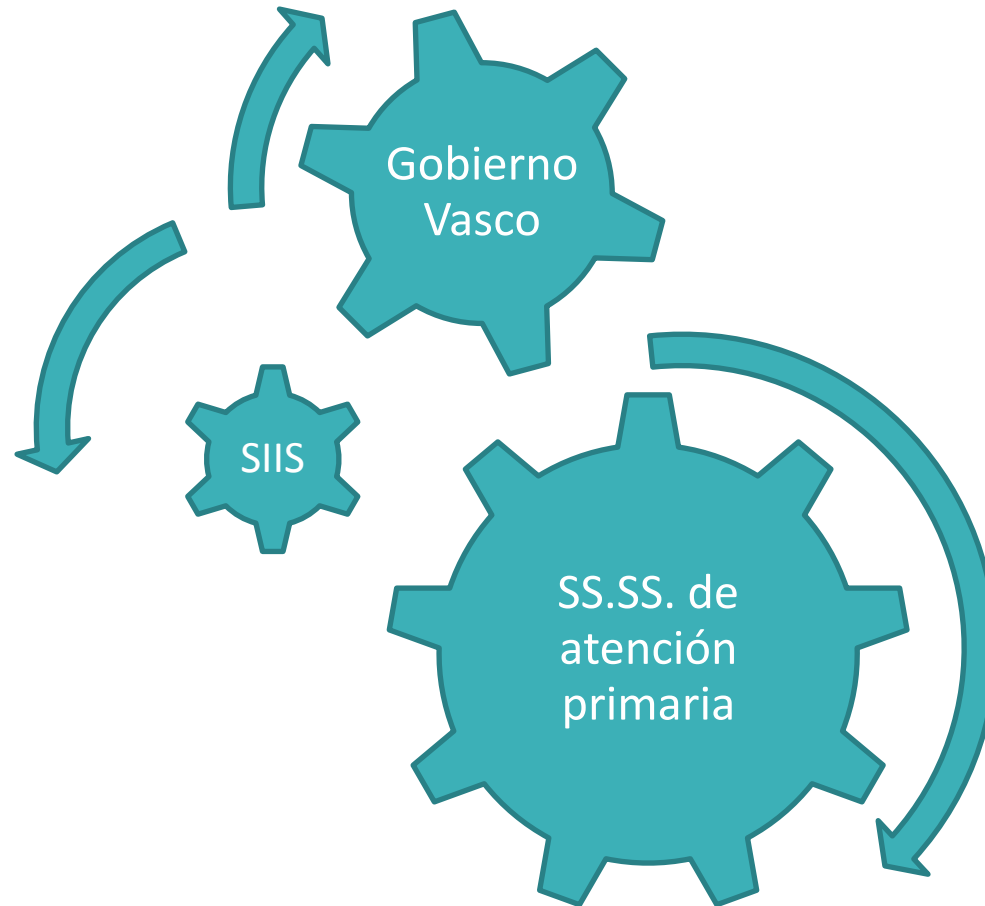 Gobierno
Vasco
SIIS
SS.SS. de
atención
primaria